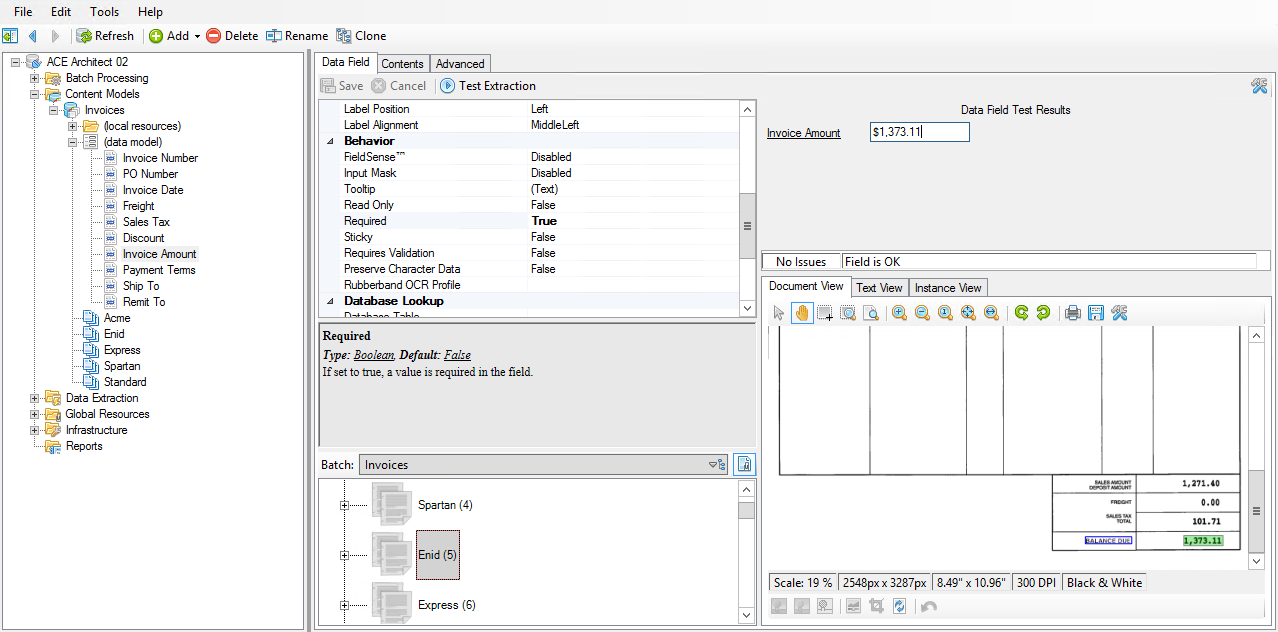 File Edit Tools Help
Refresh Add Delete Rename Clone
ACE Architect 02
Batch Processing
Content Models
Invoices
(local resources)
(data model)
Invoice Number
PO Number
Invoice Date
Freight
Sales Tax
Discount
Invoice Amount
Payment Terms
Ship To
Remit To
Acme
Enid
Express
Spartan
Standard
Data Extraction
Global Resources
Infrastructure
Reports
Data Field Contents Advanced
Save Cancel Test Extraction
Label Position Left
Label Alignment MiddleLeft
Behavior
FieldSense™ Disabled
Input Mask Disabled
Tooltip (Text)
Read Only False
Required True
Sticky False
Requires Validation False
Preserve Character Data False
Rubberband OCR Profile
Database Lookup
Database Table
Required
Type: Boolean, Default: False
If set to true, a value is required in the field.
Batch: Invoices
Spartan (4)
Enid (5)
Express (6)
Data Field Test Results
Invoice Amount $1,373.11
No Issues Field is OK
Document View Text View Instance View
SALES AMOUNT
DEPOSIT AMOUNT 1,271.40
FREIGHT 0.00
SALES TAX
TOTAL 101.71
BALANCE DUE 1,373.11
Scale: 19 % 2548px x 3287px 8.49" x 10.96" 300 DPI Black & White